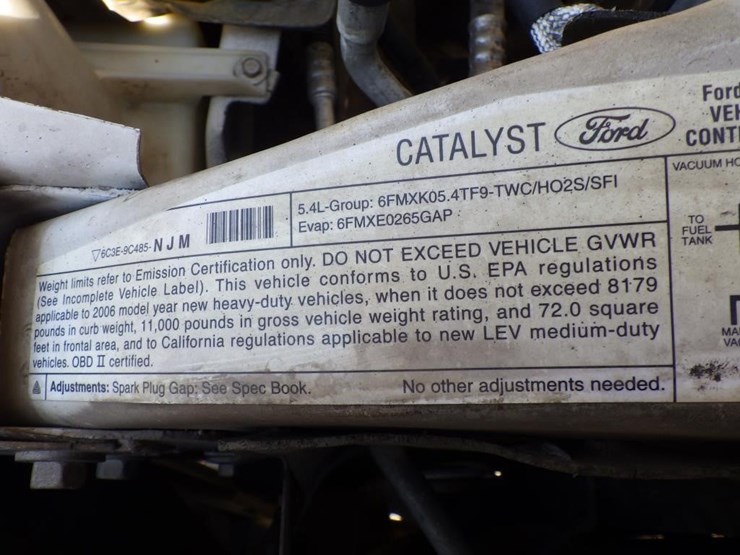 CATALYST Ford
Ford
VEH
CONT
VACUUM HO
▽6C3E-9C485- N J M
5.4L-Group: 6FMXK05.4TF9-TWC/HO2S/SFI
Evap: 6FMXE0265GAP
TO
FUEL
TANK
Weight limits refer to Emission Certification only. DO NOT EXCEED VEHICLE GVWR
(See Incomplete Vehicle Label). This vehicle conforms to U.S. EPA regulations
applicable to 2006 model year new heavy-duty vehicles, when it does not exceed 8179
pounds in curb weight, 11,000 pounds in gross vehicle weight rating, and 72.0 square
feet in frontal area, and to California regulations applicable to new LEV medium-duty
vehicles. OBD II certified.
MA
VA
Adjustments: Spark Plug Gap: See Spec Book. No other adjustments needed.